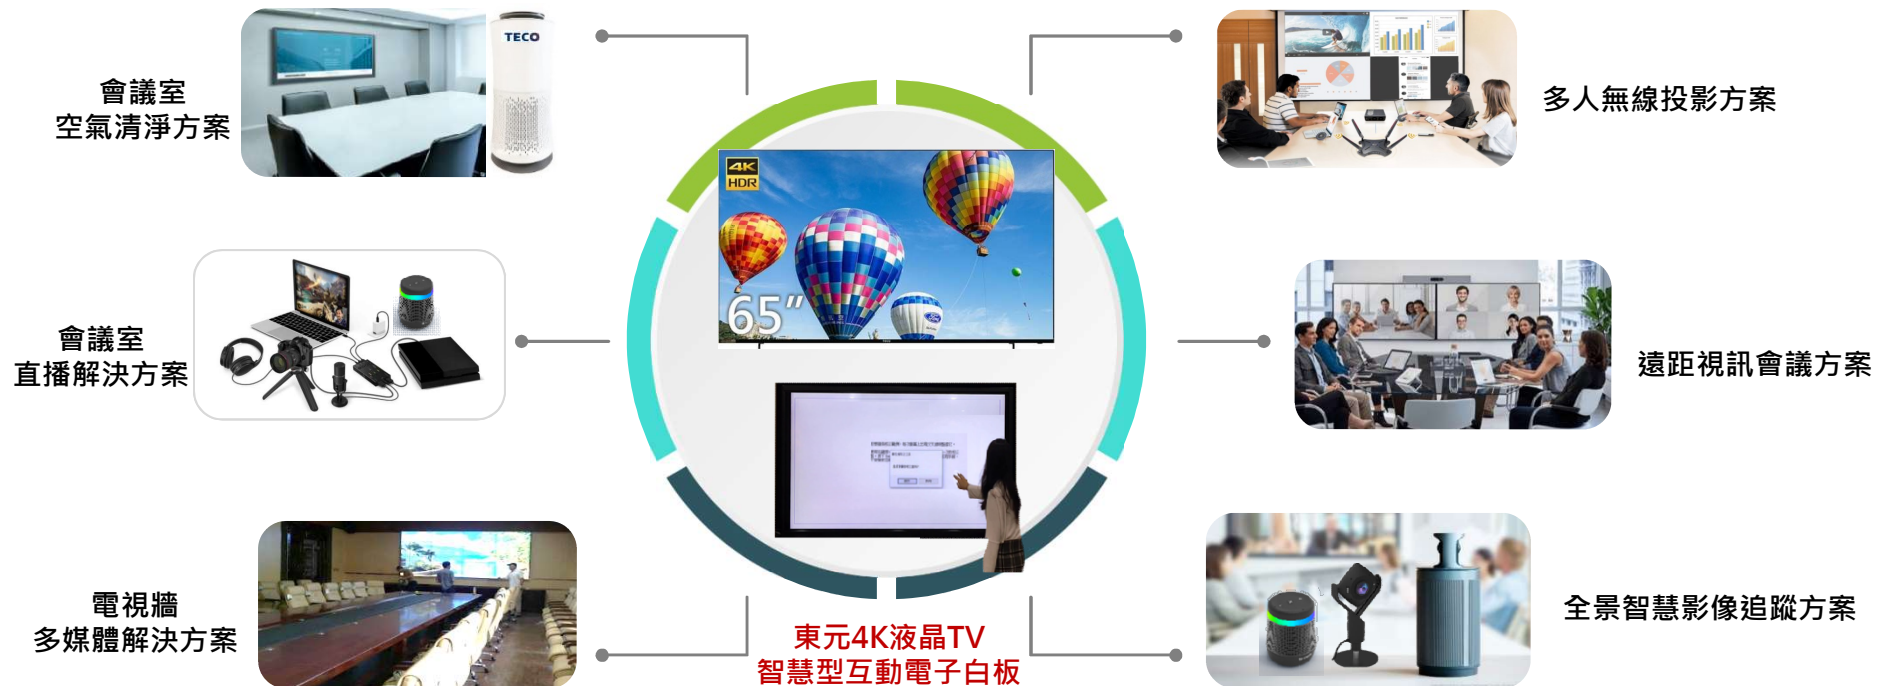 會議室
空氣清淨方案
TECO
多人無線投影方案
4K
HDR
65"
Ford
會議室
直播解決方案
遠距視訊會議方案
電視牆
多媒體解決方案
東元4K液晶TV
智慧型互動電子白板
全景智慧影像追蹤方案